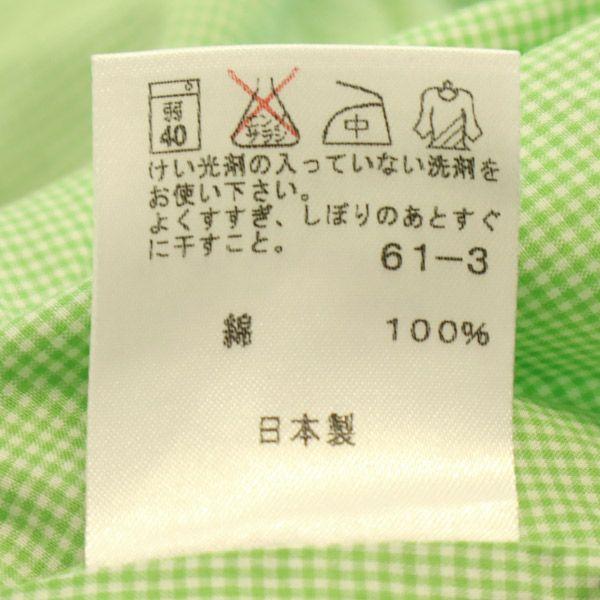 弱
40
エンソ
サラシ
中
けい光剤の入っていない洗剤を
お使い下さい。
よくすすぎ、しぼりのあとすぐ
に干すこと。
61-3
綿 100%
日本製